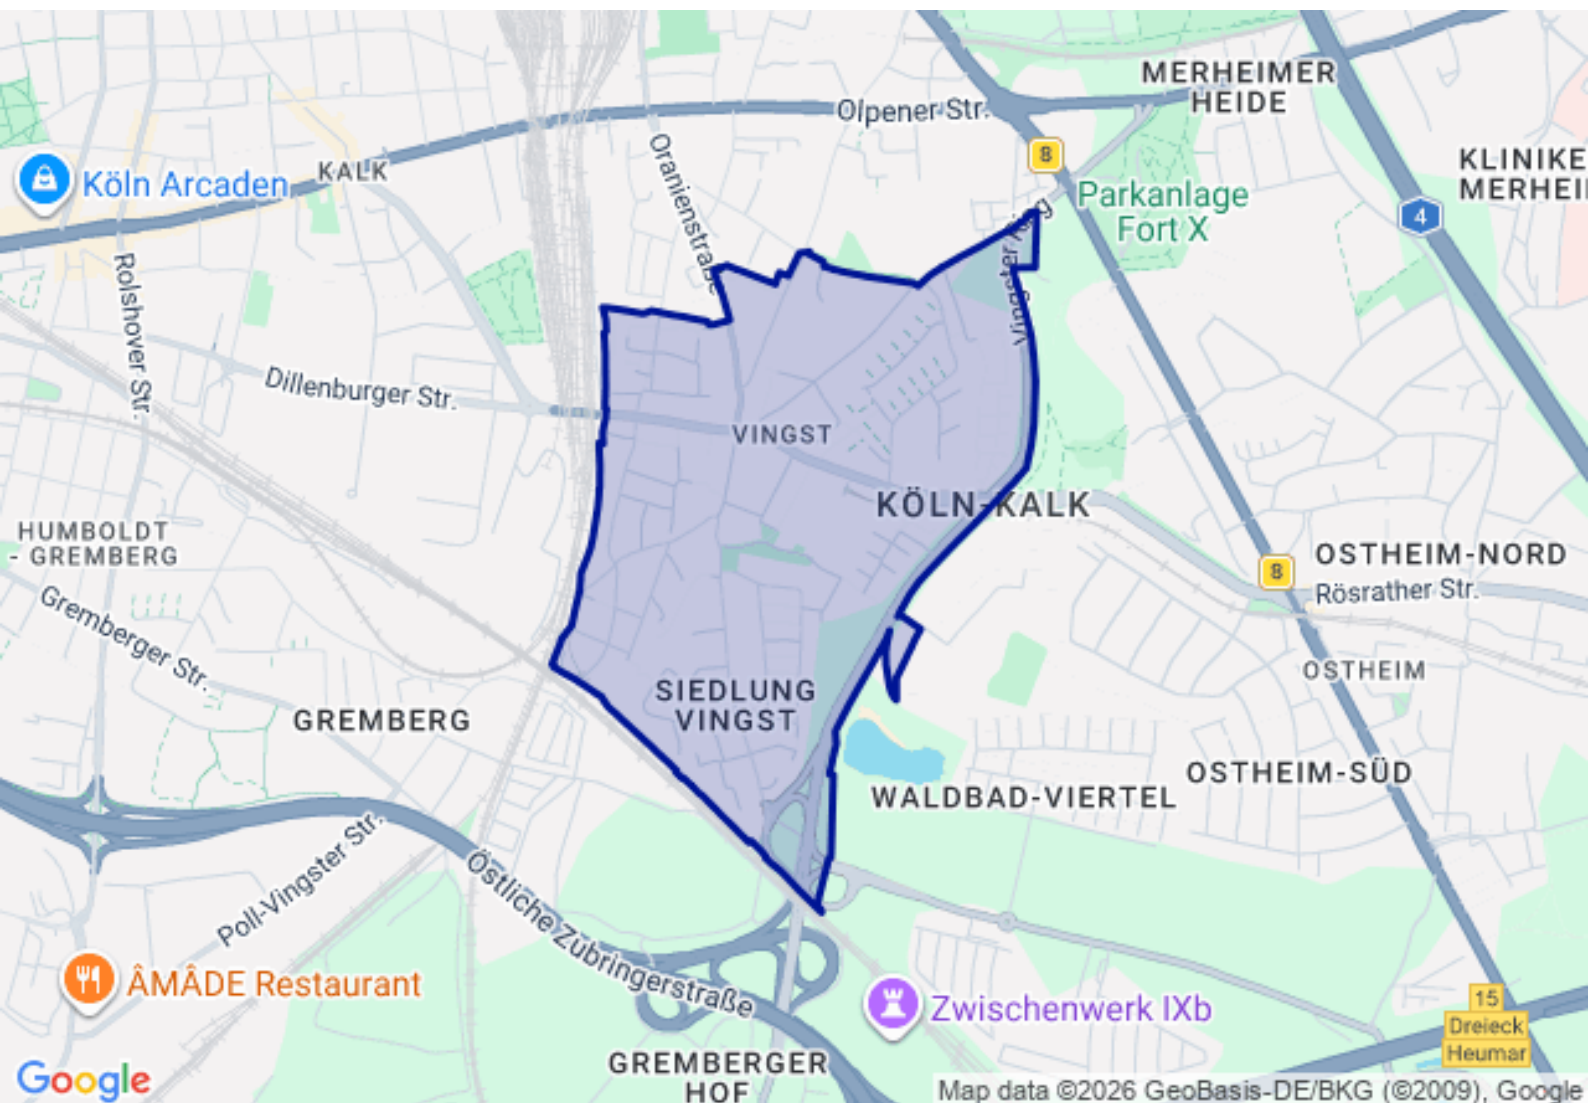 MERHEIMER
HEIDE
Olpener Str.
8
KLINIKE
MERHEI
KALK
Köln Arcaden
Oranienstraße
Parkanlage
Fort X
4
Vingster Ring
Rolshover Str.
Dillenburger Str.
VINGST
KÖLN-KALK
HUMBOLDT
- GREMBERG
OSTHEIM-NORD
8
Rösrather Str.
Gremberger Str.
OSTHEIM
SIEDLUNG
VINGST
GREMBERG
OSTHEIM-SÜD
WALDBAD-VIERTEL
Poll-Vingster Str.
Östliche Zubringerstraße
ÂMÂDE Restaurant
Zwischenwerk IXb
15
Dreieck
Heumar
GREMBERGER
HOF
Google
Map data ©2026 GeoBasis-DE/BKG (©2009), Google